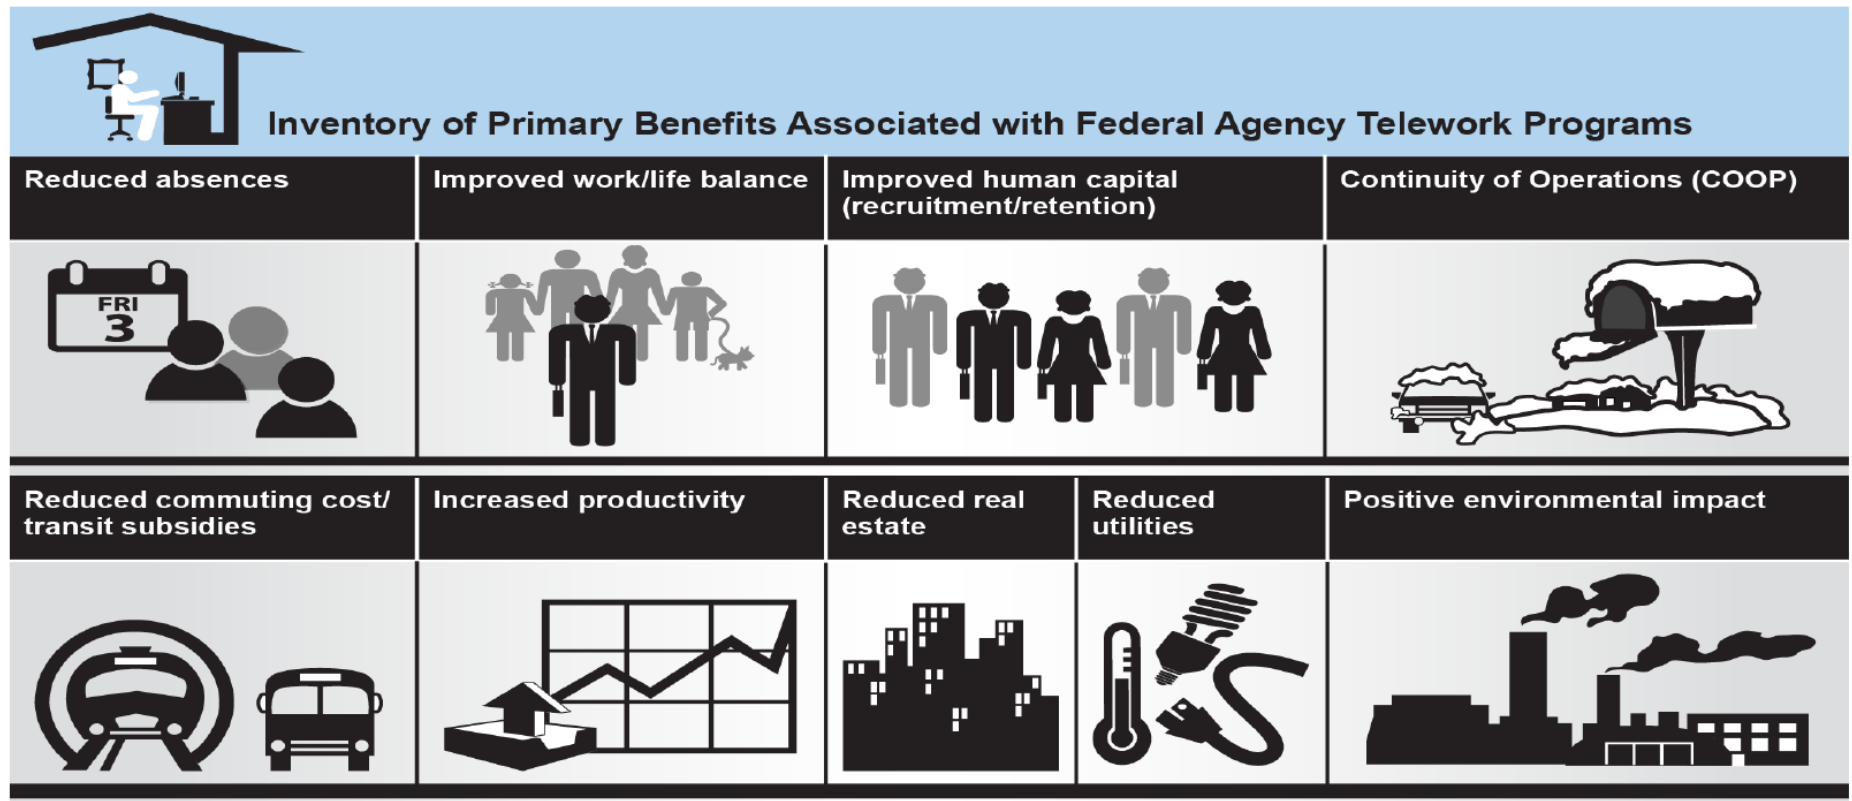 Inventory of Primary Benefits Associated with Federal Agency Telework Programs
Reduced absences
Improved work/life balance
Improved human capital
(recruitment/retention)
Continuity of Operations (COOP)
FRI
3
Reduced commuting cost/
transit subsidies
Increased productivity
Reduced real
estate
Reduced
utilities
Positive environmental impact